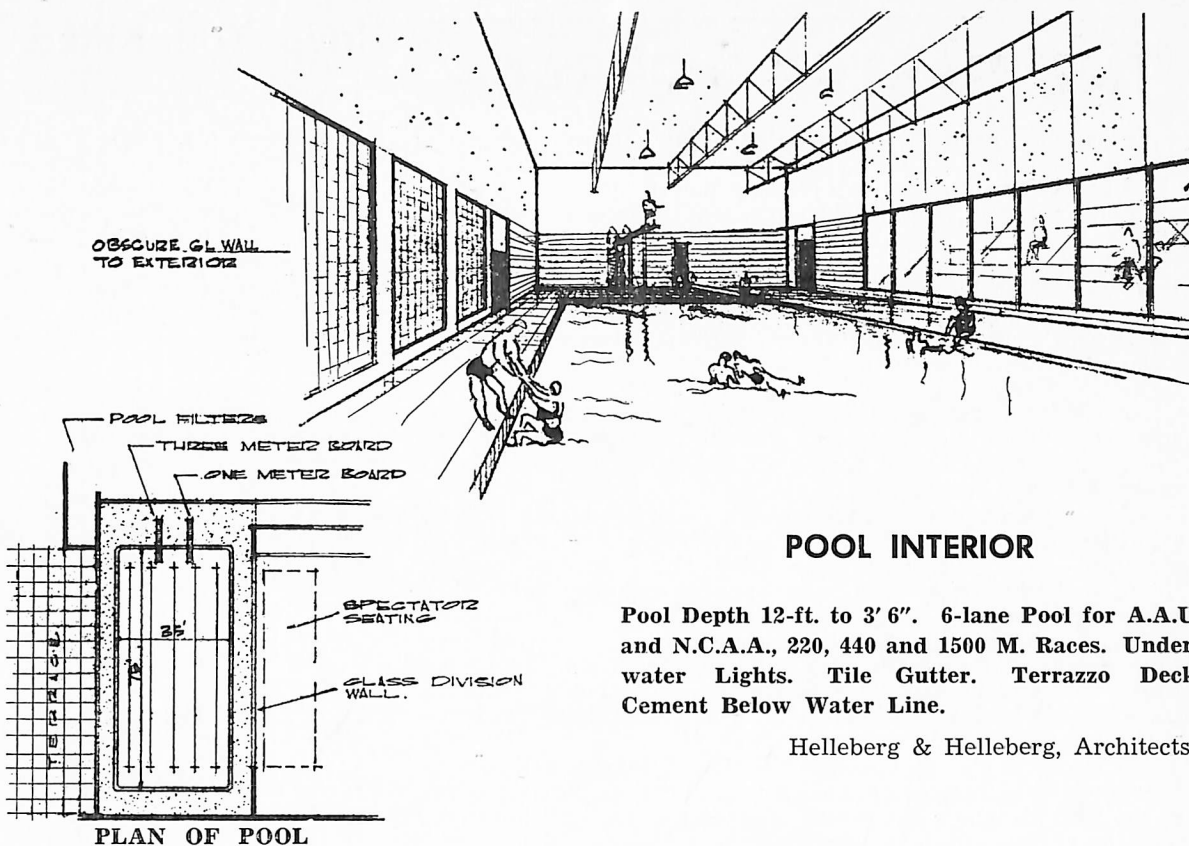 OBSCURE GL WALL
TO EXTERIOR
POOL FILTERS
THREE METER BOARD
ONE METER BOARD
SPECTATOR
SEATING
35'
TERRACE
GLASS DIVISION
WALL.
PLAN OF POOL
POOL INTERIOR
Pool Depth 12-ft. to 3' 6". 6-lane Pool for A.A.U
and N.C.A.A., 220, 440 and 1500 M. Races. Under
water Lights. Tile Gutter. Terrazzo Deck
Cement Below Water Line.
Helleberg & Helleberg, Architects